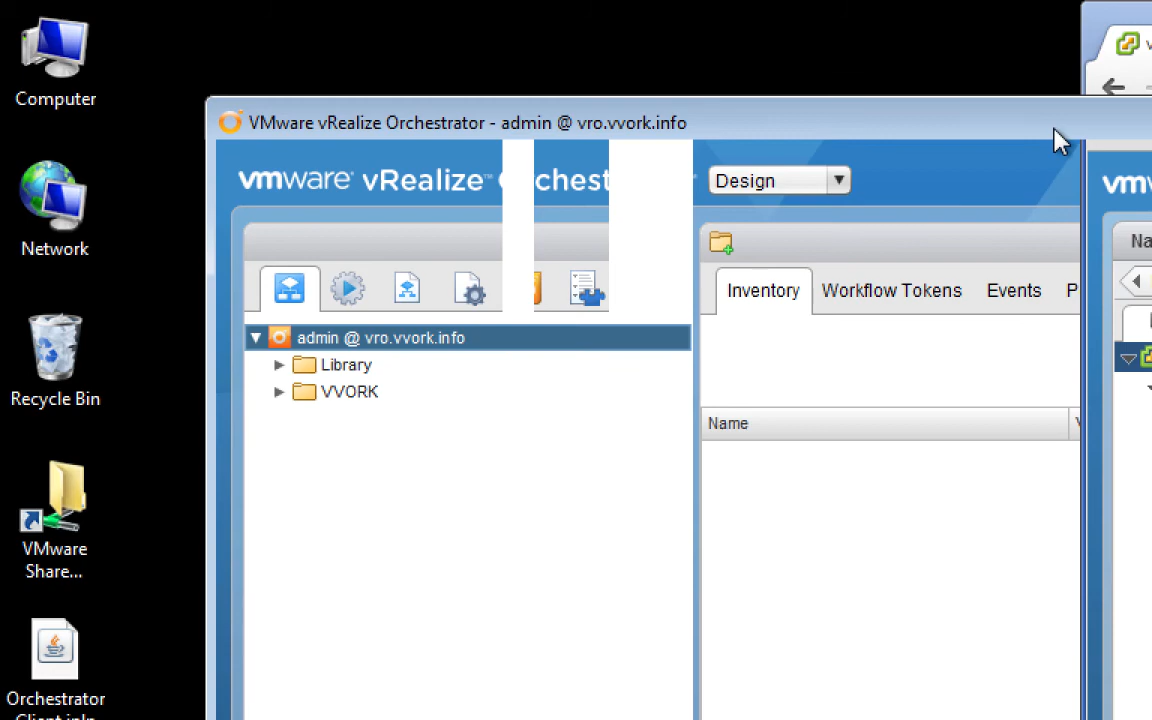 Computer
Network
Recycle Bin
VMware
Share...
Orchestrator
VMware vRealize Orchestrator - admin @ vro.vvork.info
vmware vRealize™
Design
Inventory
Workflow Tokens
Events
admin @ vro.vvork.info
Library
VVORK
Name